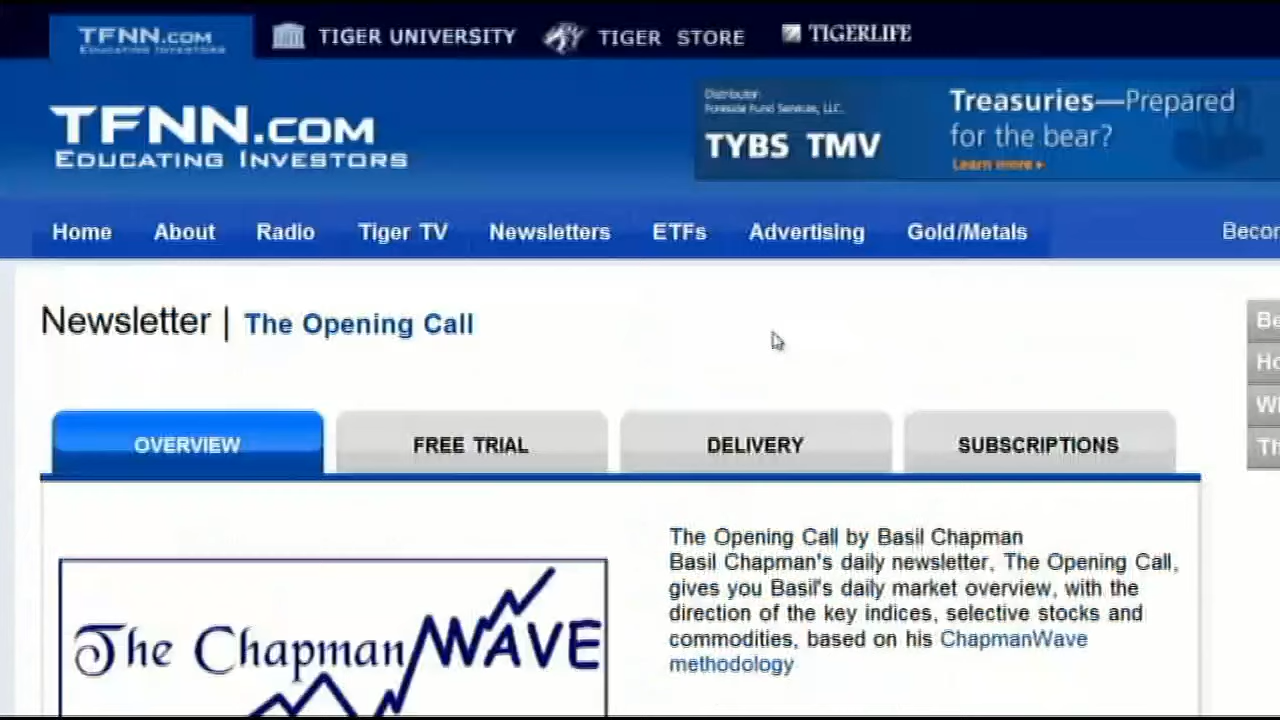 TFNN.COM
EDUCATING INVESTORS
TIGER UNIVERSITY
TIGER STORE
TIGERLIFE
TFNN.COM
EDUCATING INVESTORS
Distributor:
Foreside Fund Services, LLC.
TYBS TMV
Treasuries—Prepared
for the bear?
Learn more
Home About Radio Tiger TV Newsletters ETFs Advertising Gold/Metals
Newsletter | The Opening Call
OVERVIEW FREE TRIAL DELIVERY SUBSCRIPTIONS
The Opening Call by Basil Chapman
Basil Chapman's daily newsletter, The Opening Call,
gives you Basil's daily market overview, with the
direction of the key indices, selective stocks and
commodities, based on his ChapmanWave
methodology
The Chapman WAVE